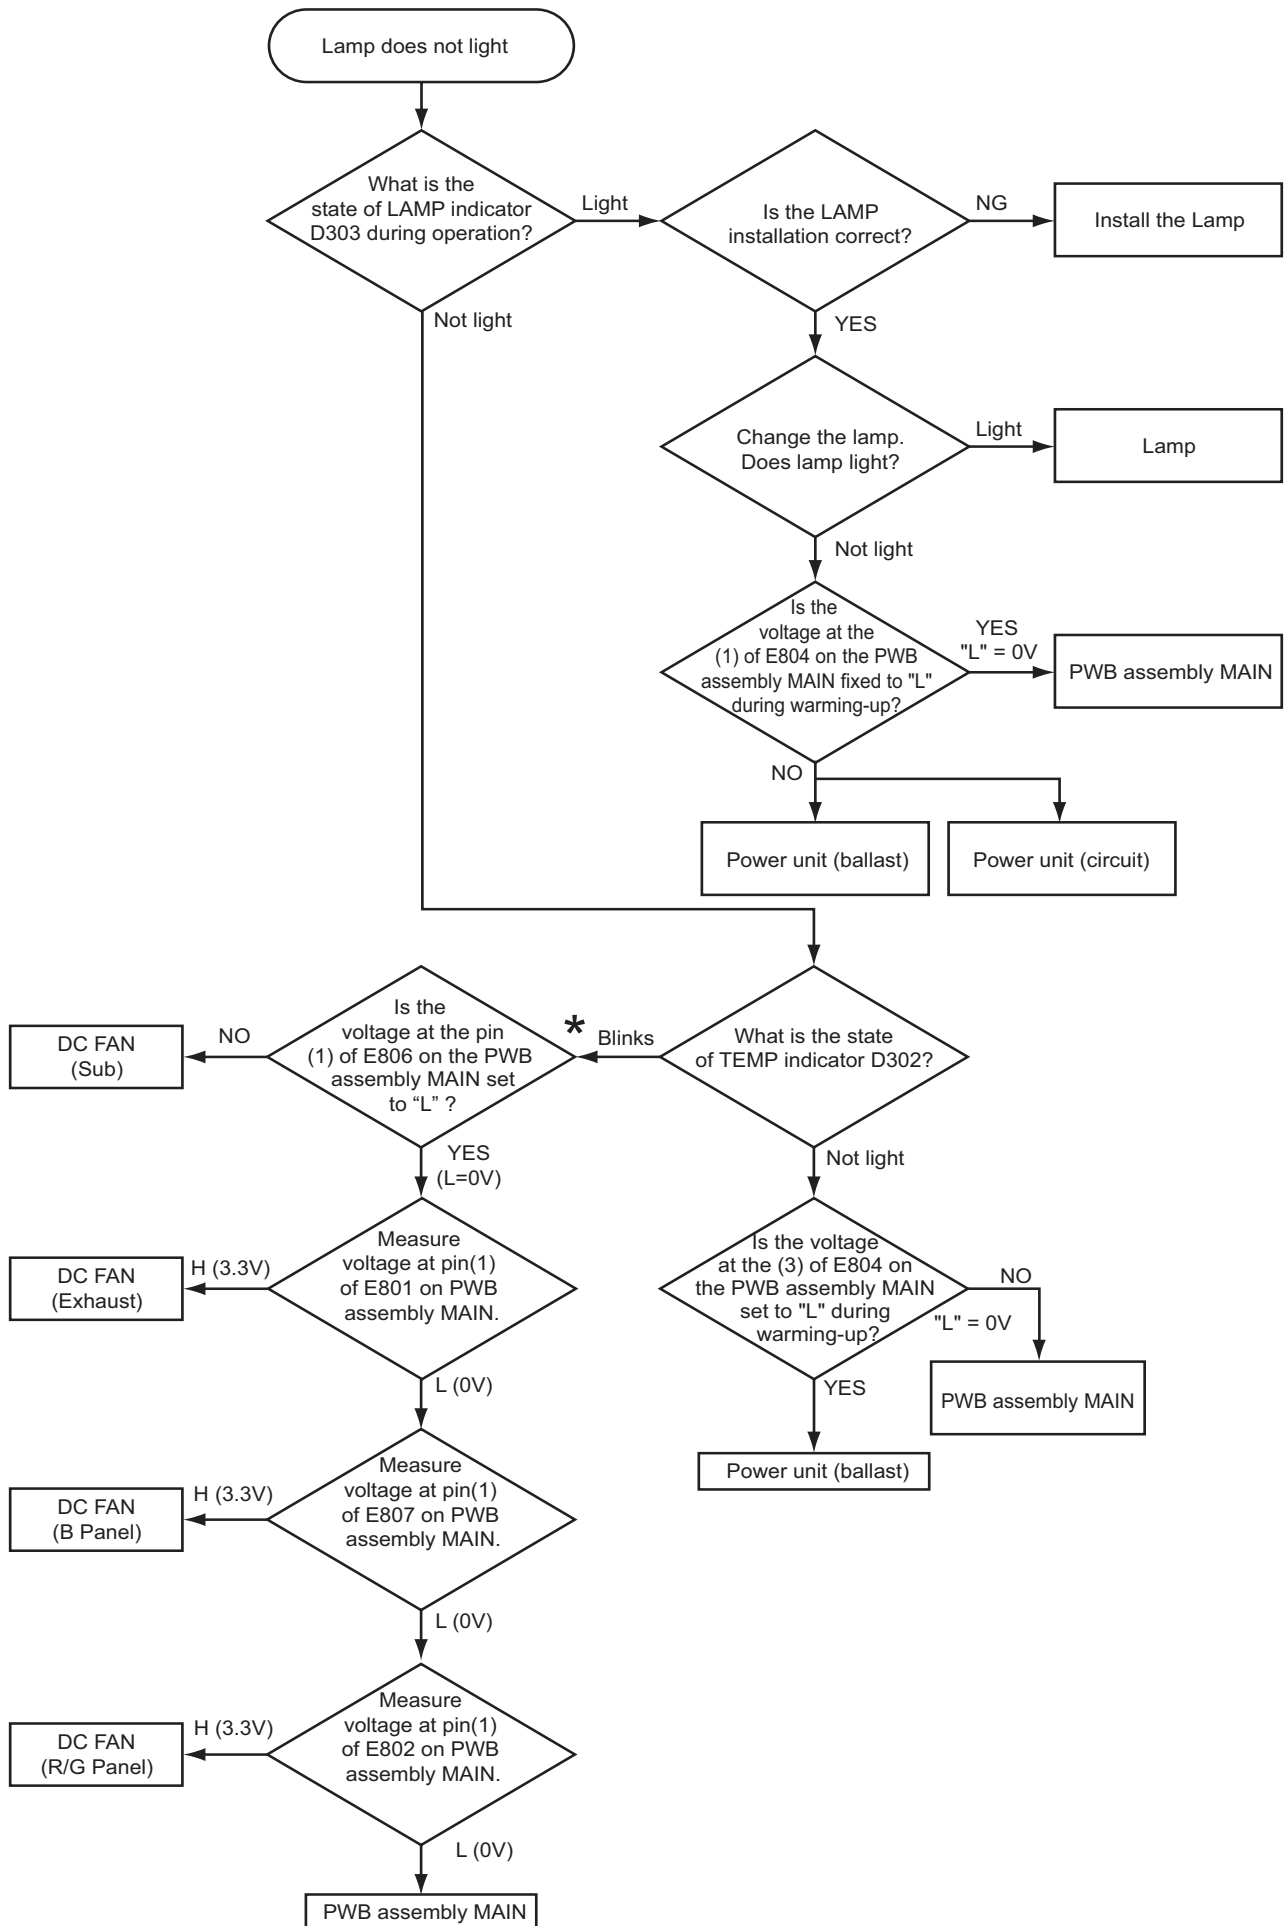 Lamp does not light
What is the
state of LAMP indicator
D303 during operation?
Light
Is the LAMP
installation correct?
NG
Install the Lamp
Not light
YES
Change the lamp.
Does lamp light?
Light
Lamp
Not light
Is the
voltage at the
(1) of E804 on the PWB
assembly MAIN fixed to "L"
during warming-up?
YES
"L" = 0V
PWB assembly MAIN
NO
Power unit (ballast)
Power unit (circuit)
What is the state
of TEMP indicator D302?
* Blinks
Is the
voltage at the pin
(1) of E806 on the PWB
assembly MAIN set
to “L” ?
NO
DC FAN
(Sub)
YES
(L=0V)
Not light
Measure
voltage at pin(1)
of E801 on PWB
assembly MAIN.
H (3.3V)
DC FAN
(Exhaust)
Is the voltage
at the (3) of E804 on
the PWB assembly MAIN
set to "L" during
warming-up?
NO
"L" = 0V
PWB assembly MAIN
YES
Power unit (ballast)
L (0V)
Measure
voltage at pin(1)
of E807 on PWB
assembly MAIN.
H (3.3V)
DC FAN
(B Panel)
L (0V)
Measure
voltage at pin(1)
of E802 on PWB
assembly MAIN.
H (3.3V)
DC FAN
(R/G Panel)
L (0V)
PWB assembly MAIN